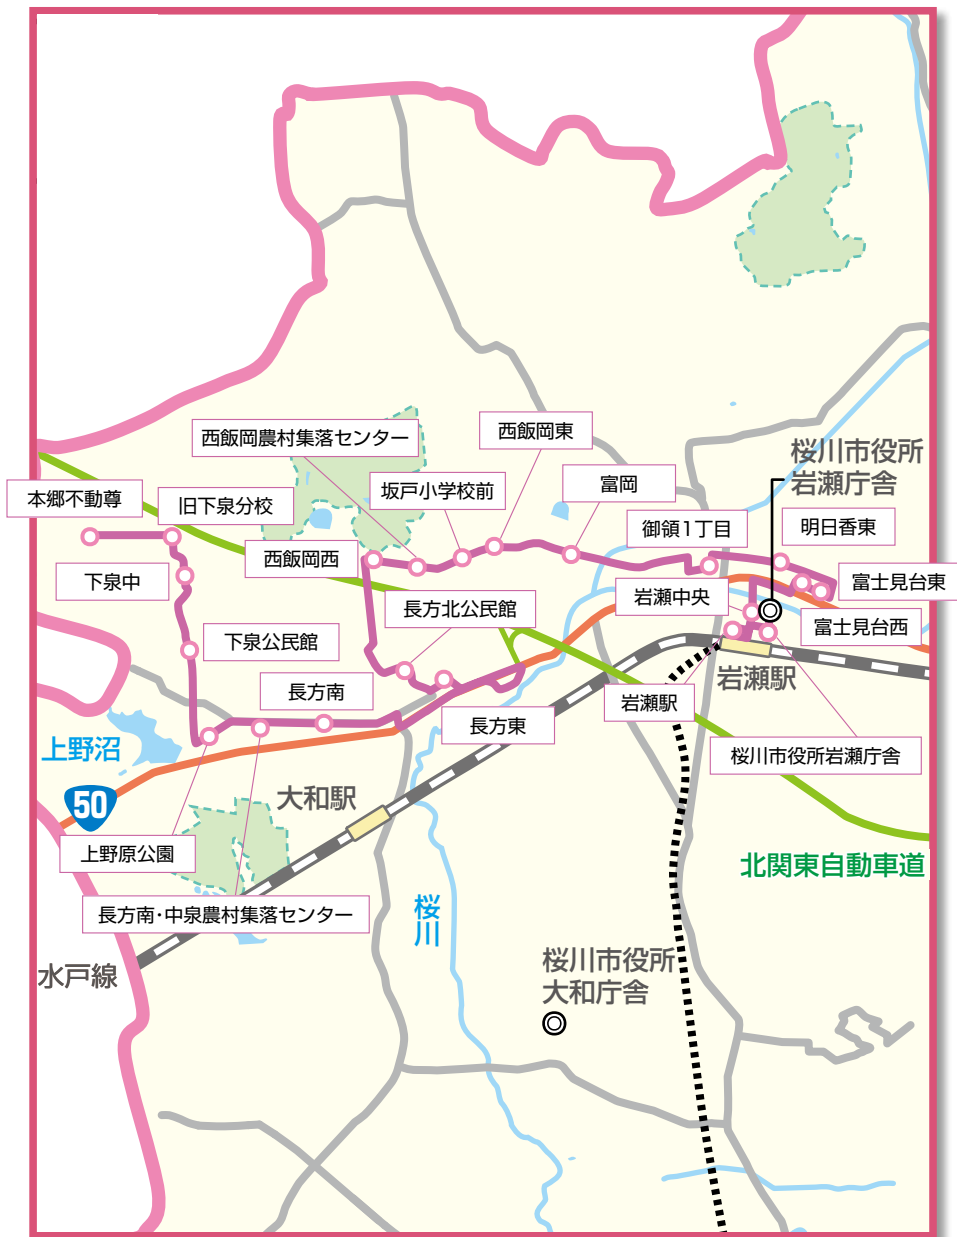 西飯岡農村集落センター
西飯岡東
桜川市役所
岩瀬庁舎
本郷不動尊
旧下泉分校
坂戸小学校前
富岡
御領1丁目
明日香東
西飯岡西
下泉中
長方北公民館
岩瀬中央
富士見台東
富士見台西
下泉公民館
長方南
岩瀬駅
岩瀬駅
長方東
桜川市役所岩瀬庁舎
上野沼
50
大和駅
上野原公園
北関東自動車道
長方南・中泉農村集落センター
桜川
水戸線
桜川市役所
大和庁舎